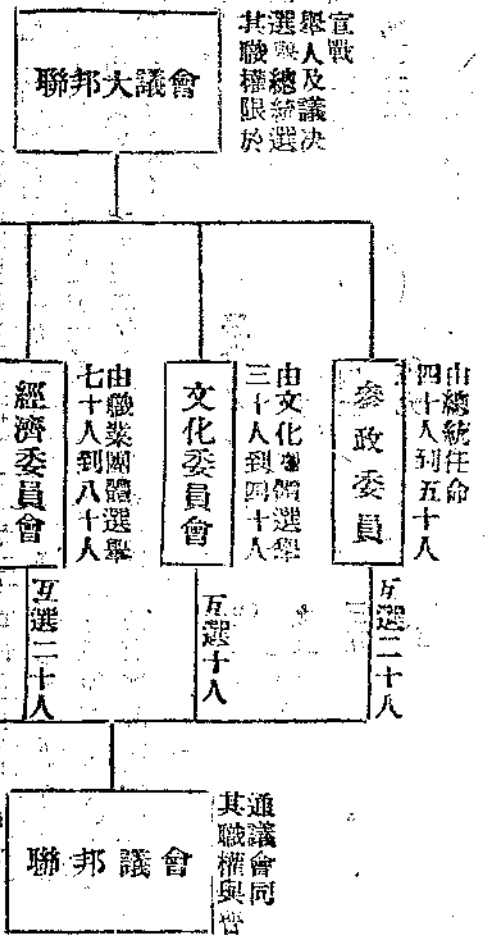 聯邦大議會
其職權限於
選舉總統選
舉人及議決
宣戰
經濟委員會
七十人到八十人
由職業團體選舉
文化委員會
三十人到四十人
由文化團體選舉
參政委員
四十人到五十人
由總統任命
互選二十人
互選十人
互選二十人
聯邦議會
其職權與普
通議會同